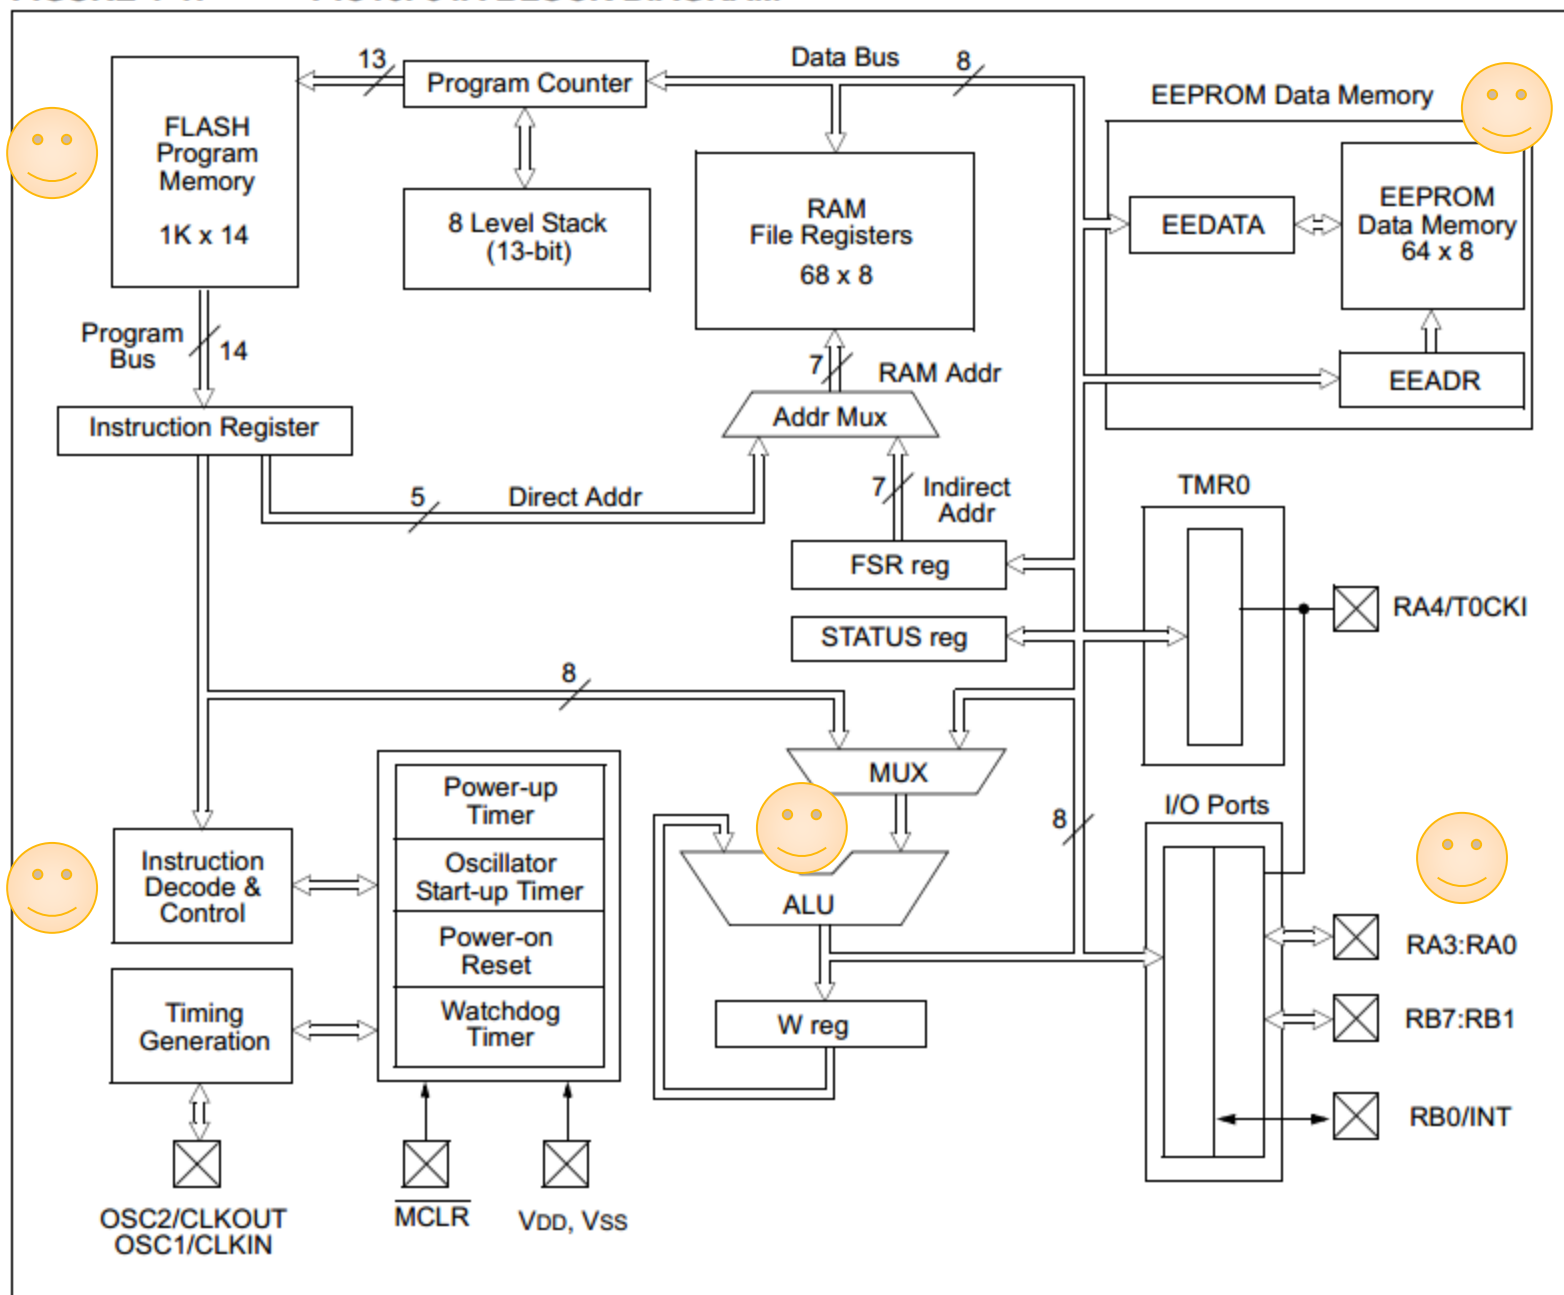 13
Program Counter
Data Bus
8
EEPROM Data Memory
FLASH
Program
Memory
1K x 14
8 Level Stack
(13-bit)
RAM
File Registers
68 x 8
EEDATA
EEPROM
Data Memory
64 x 8
EEADR
Program
Bus
14
7
RAM Addr
Addr Mux
Instruction Register
5
Direct Addr
7
Indirect
Addr
FSR reg
STATUS reg
TMR0
RA4/T0CKI
8
MUX
8
I/O Ports
ALU
W reg
Power-up
Timer
Oscillator
Start-up Timer
Power-on
Reset
Watchdog
Timer
Instruction
Decode &
Control
Timing
Generation
RA3:RA0
RB7:RB1
RB0/INT
OSC2/CLKOUT
OSC1/CLKIN
MCLR
VDD, VSS